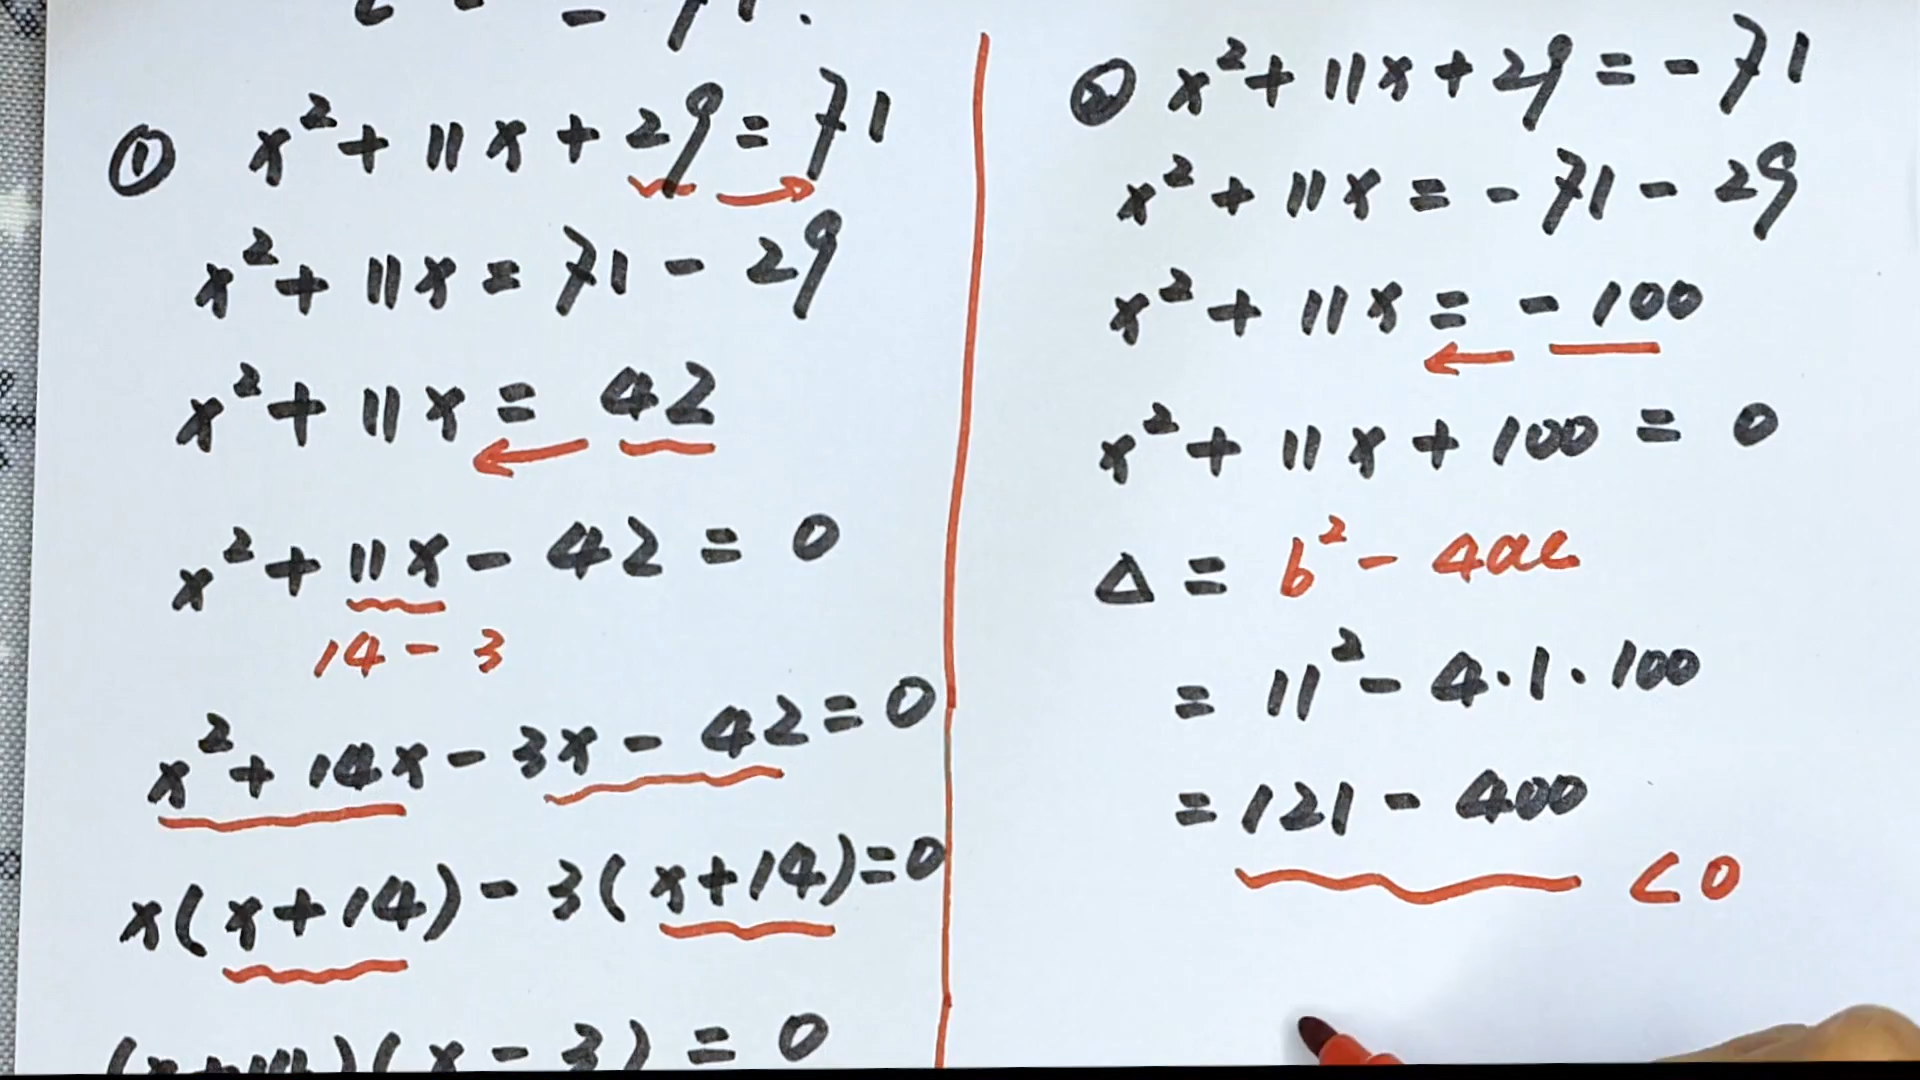 = 71.
① x² + 11x + 29 = 71
x² + 11x = 71 - 29
x² + 11x = 42
x² + 11x - 42 = 0
14 - 3
x² + 14x - 3x - 42 = 0
x(x+14) - 3(x+14) = 0
(x+14)(x-3) = 0
② x² + 11x + 29 = -71
x² + 11x = -71 - 29
x² + 11x = -100
x² + 11x + 100 = 0
Δ = b² - 4ac
= 11² - 4·1·100
= 121 - 400 < 0